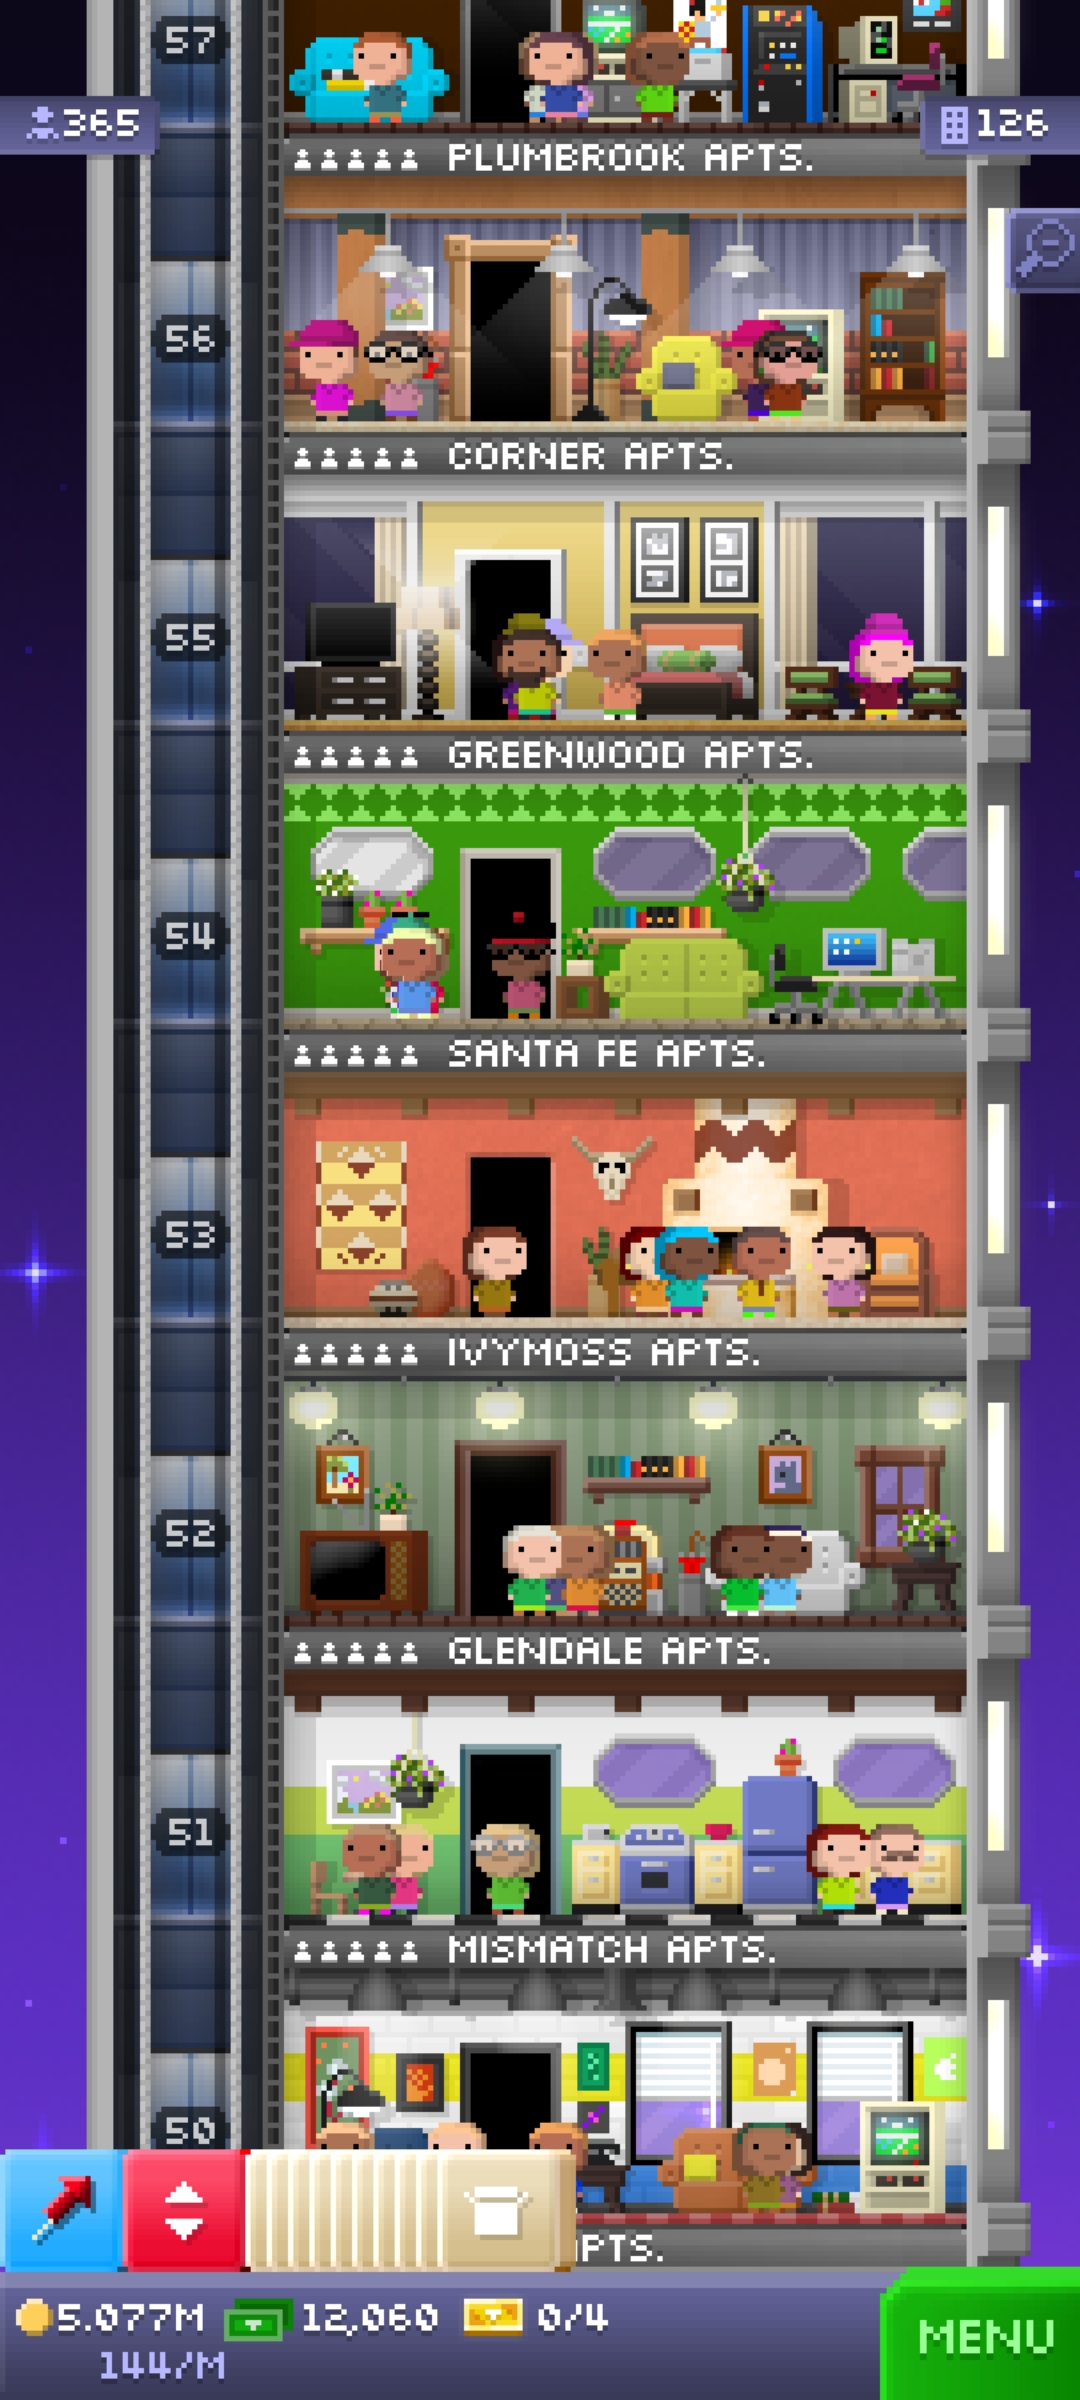 57
365
126
PLUMBROOK APTS.
56
CORNER APTS.
55
GREENWOOD APTS.
54
SANTA FE APTS.
53
IVYMOSS APTS.
52
GLENDALE APTS.
51
MISMATCH APTS.
50
PTS.
5.077M 12,060 0/4
144/M
MENU